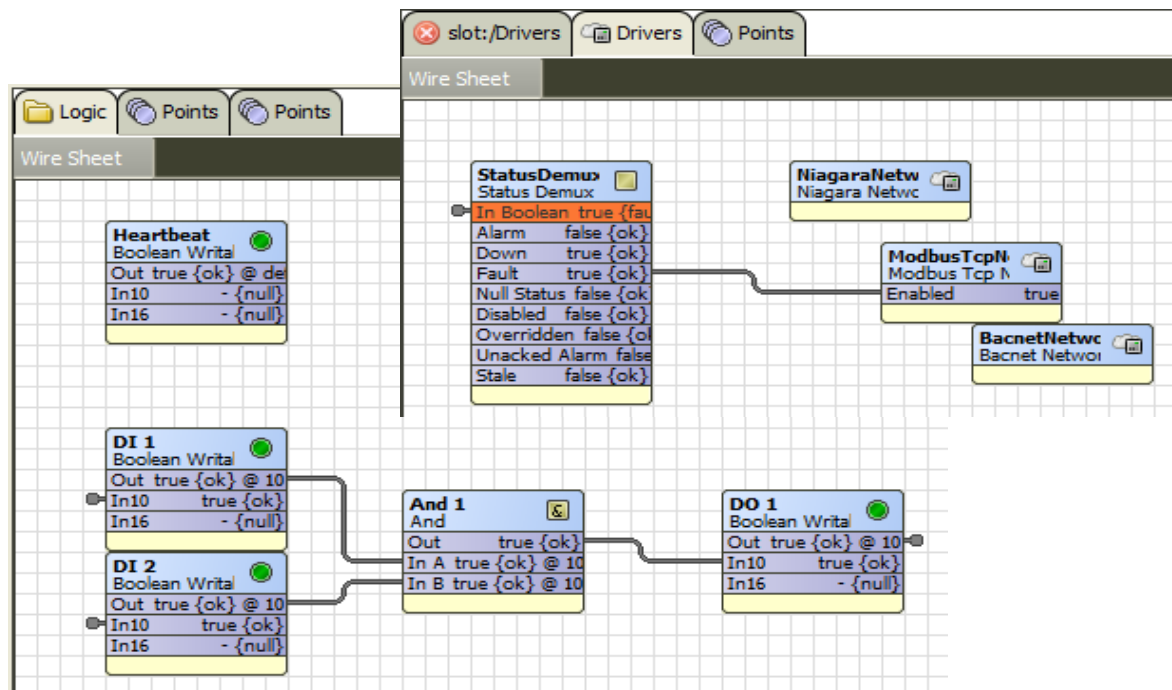 slot:/Drivers Drivers Points
Wire Sheet
Logic Points Points
Wire Sheet
StatusDemux
Status Demux
In Boolean true {fau
Alarm false {ok}
Down true {ok}
Fault true {ok}
Null Status false {ok
Disabled false {ok}
Overridden false {ol
Unacked Alarm false
Stale false {ok}
NiagaraNetw
Niagara Netwc
ModbusTcpN
Modbus Tcp N
Enabled true
BacnetNetwc
Bacnet Networ
Heartbeat
Boolean Writal
Out true {ok} @ de
In10 - {null}
In16 - {null}
DI 1
Boolean Writal
Out true {ok} @ 10
In10 true {ok}
In16 - {null}
DI 2
Boolean Writal
Out true {ok} @ 10
In10 true {ok}
In16 - {null}
And 1
And
&
Out true {ok}
In A true {ok} @ 10
In B true {ok} @ 10
DO 1
Boolean Writal
Out true {ok} @ 10
In10 true {ok}
In16 - {null}